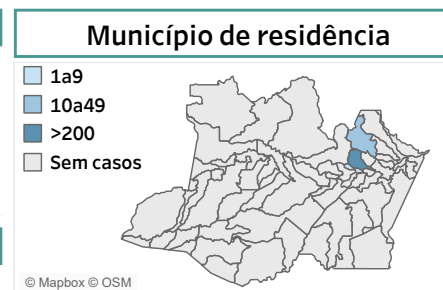 Município de residência
1a9
10a49
>200
Sem casos
© Mapbox © OSM